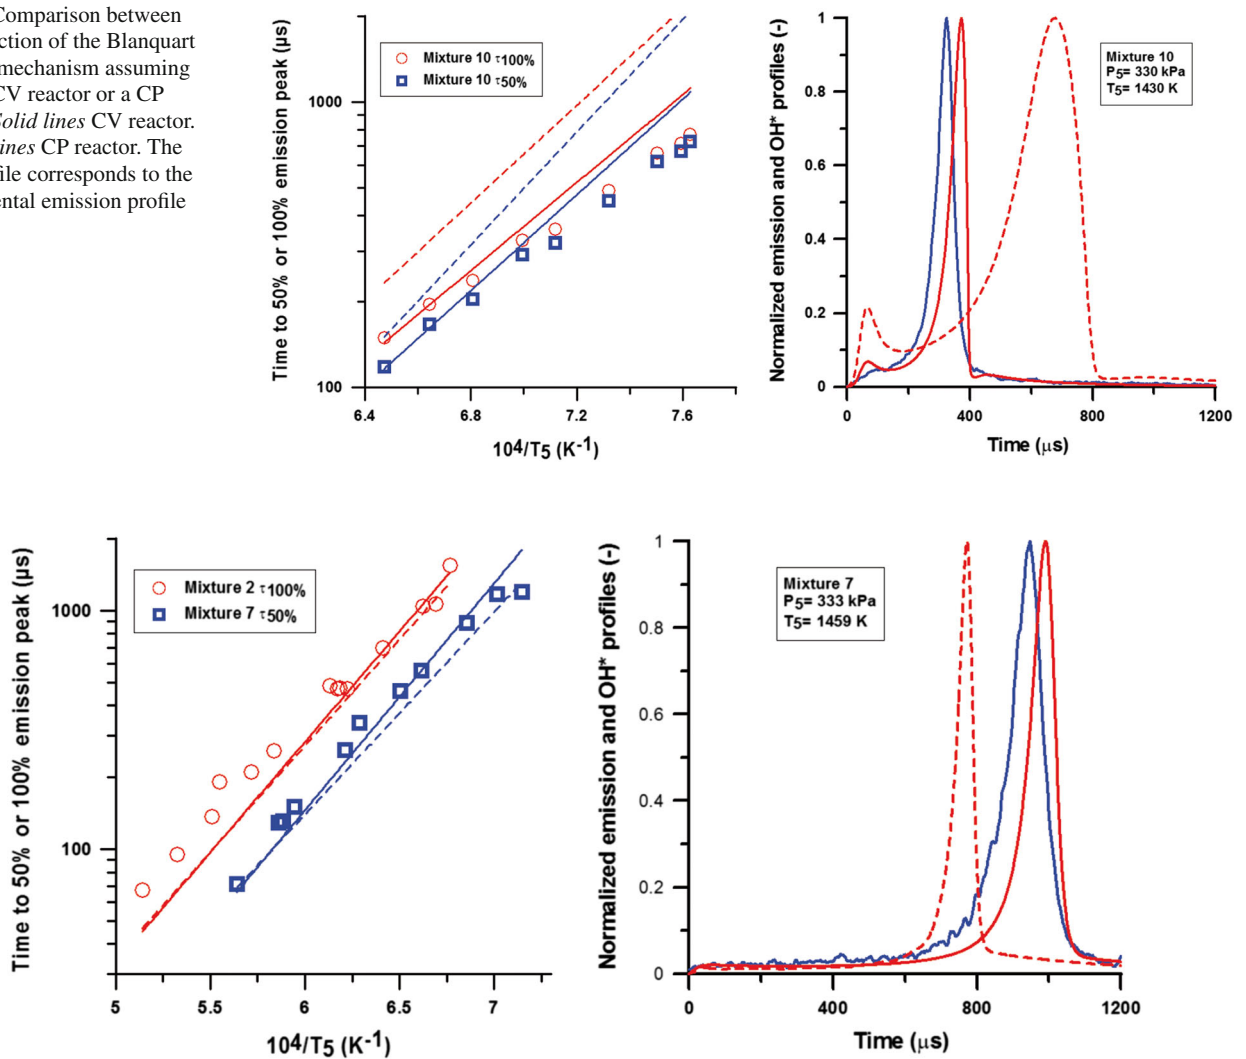 Comparison between
ction of the Blanquart
mechanism assuming
CV reactor or a CP
Solid lines CV reactor.
ines CP reactor. The
file corresponds to the
ental emission profile
Time to 50% or 100% emission peak (µs)
1000
100
Mixture 10 τ100%
Mixture 10 τ50%
6.4 6.8 7.2 7.6
10⁴/T5 (K⁻¹)
Normalized emission and OH* profiles (-)
1
0.8
0.6
0.4
0.2
0
Mixture 10
P5= 330 kPa
T5= 1430 K
0 400 800 1200
Time (µs)
Time to 50% or 100% emission peak (µs)
1000
100
Mixture 2 τ100%
Mixture 7 τ50%
5 5.5 6 6.5 7
10⁴/T5 (K⁻¹)
Normalized emission and OH* profiles (-)
1
0.8
0.6
0.4
0.2
0
Mixture 7
P5= 333 kPa
T5= 1459 K
0 400 800 1200
Time (µs)